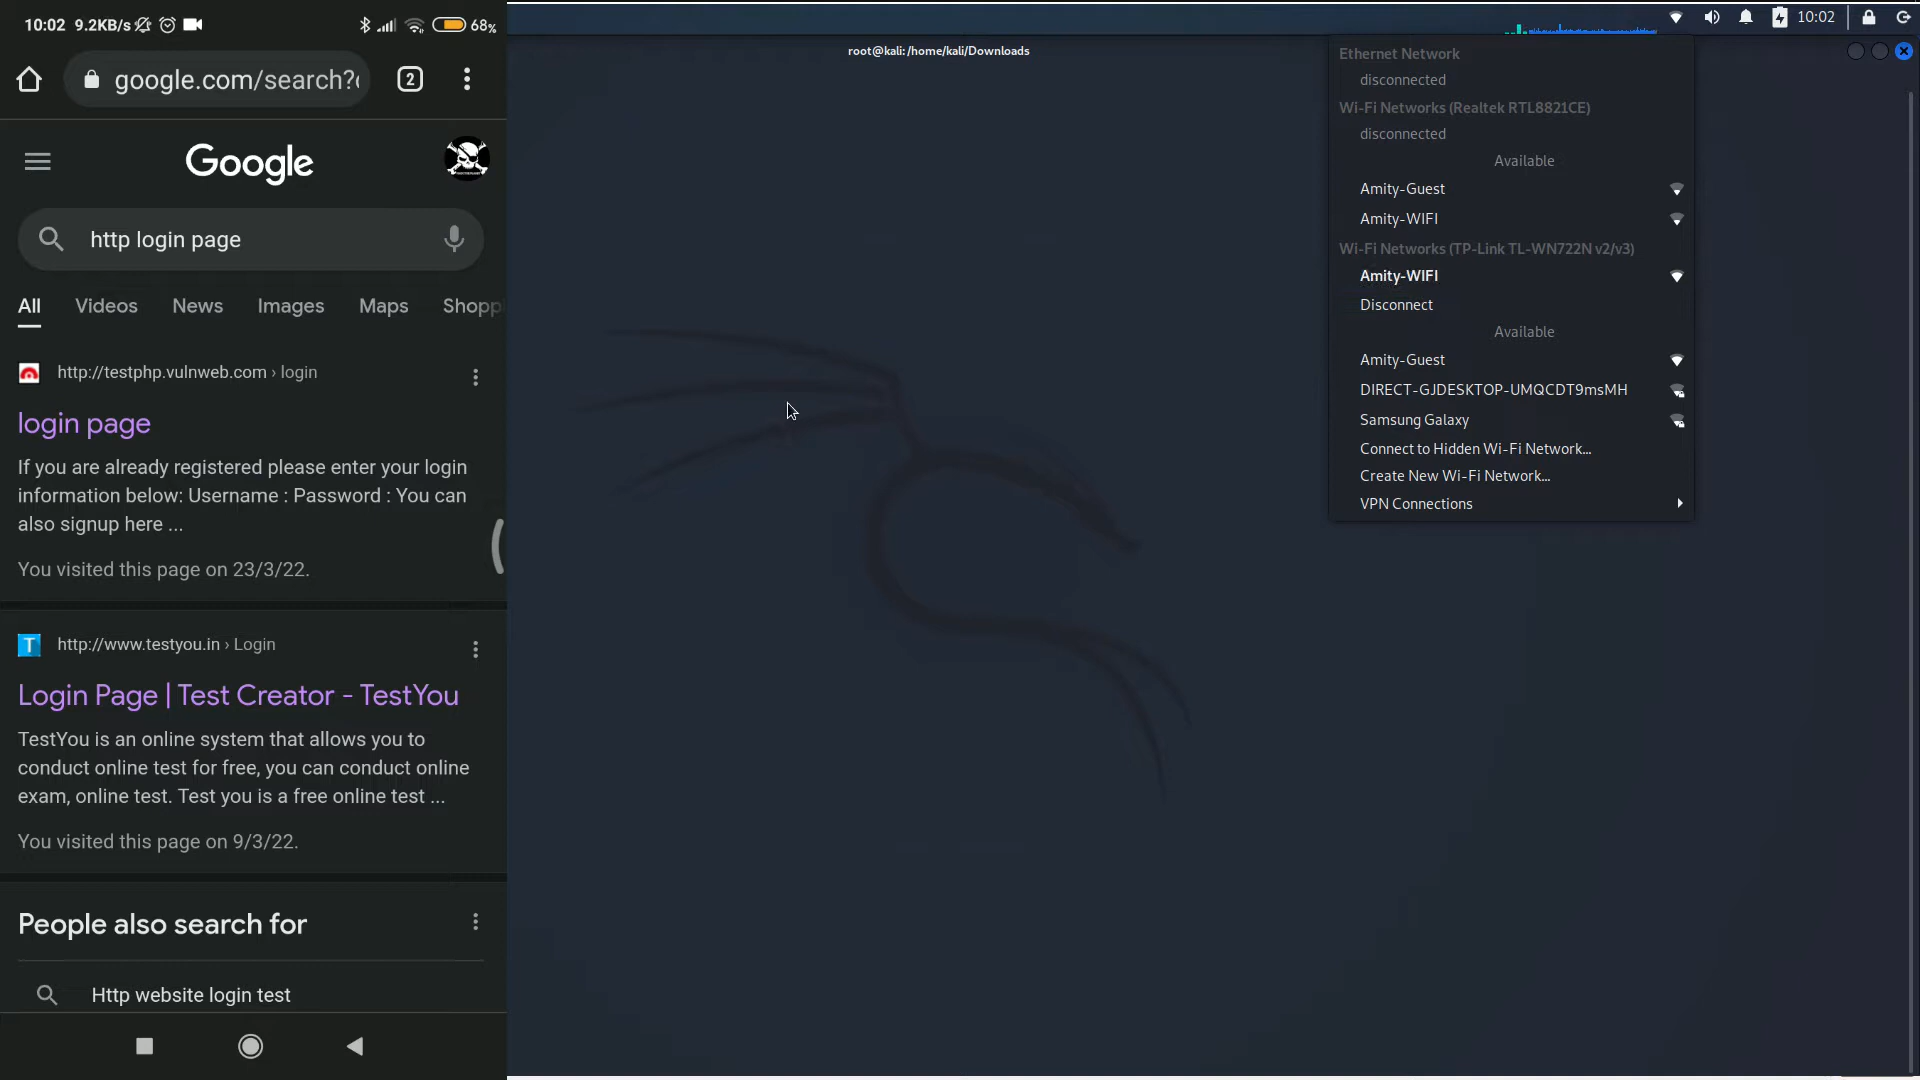 10:02 9.2KB/s
68%
google.com/search?
2
Google
http login page
All Videos News Images Maps Shopp
http://testphp.vulnweb.com › login
login page
If you are already registered please enter your login
information below: Username : Password : You can
also signup here ...
You visited this page on 23/3/22.
T
http://www.testyou.in › Login
Login Page | Test Creator - TestYou
TestYou is an online system that allows you to
conduct online test for free, you can conduct online
exam, online test. Test you is a free online test ...
You visited this page on 9/3/22.
People also search for
Http website login test
10:02
root@kali:/home/kali/Downloads
Ethernet Network
disconnected
Wi-Fi Networks (Realtek RTL8821CE)
disconnected
Available
Amity-Guest
Amity-WIFI
Wi-Fi Networks (TP-Link TL-WN722N v2/v3)
Amity-WIFI
Disconnect
Available
Amity-Guest
DIRECT-GJDESKTOP-UMQCDT9msMH
Samsung Galaxy
Connect to Hidden Wi-Fi Network...
Create New Wi-Fi Network...
VPN Connections